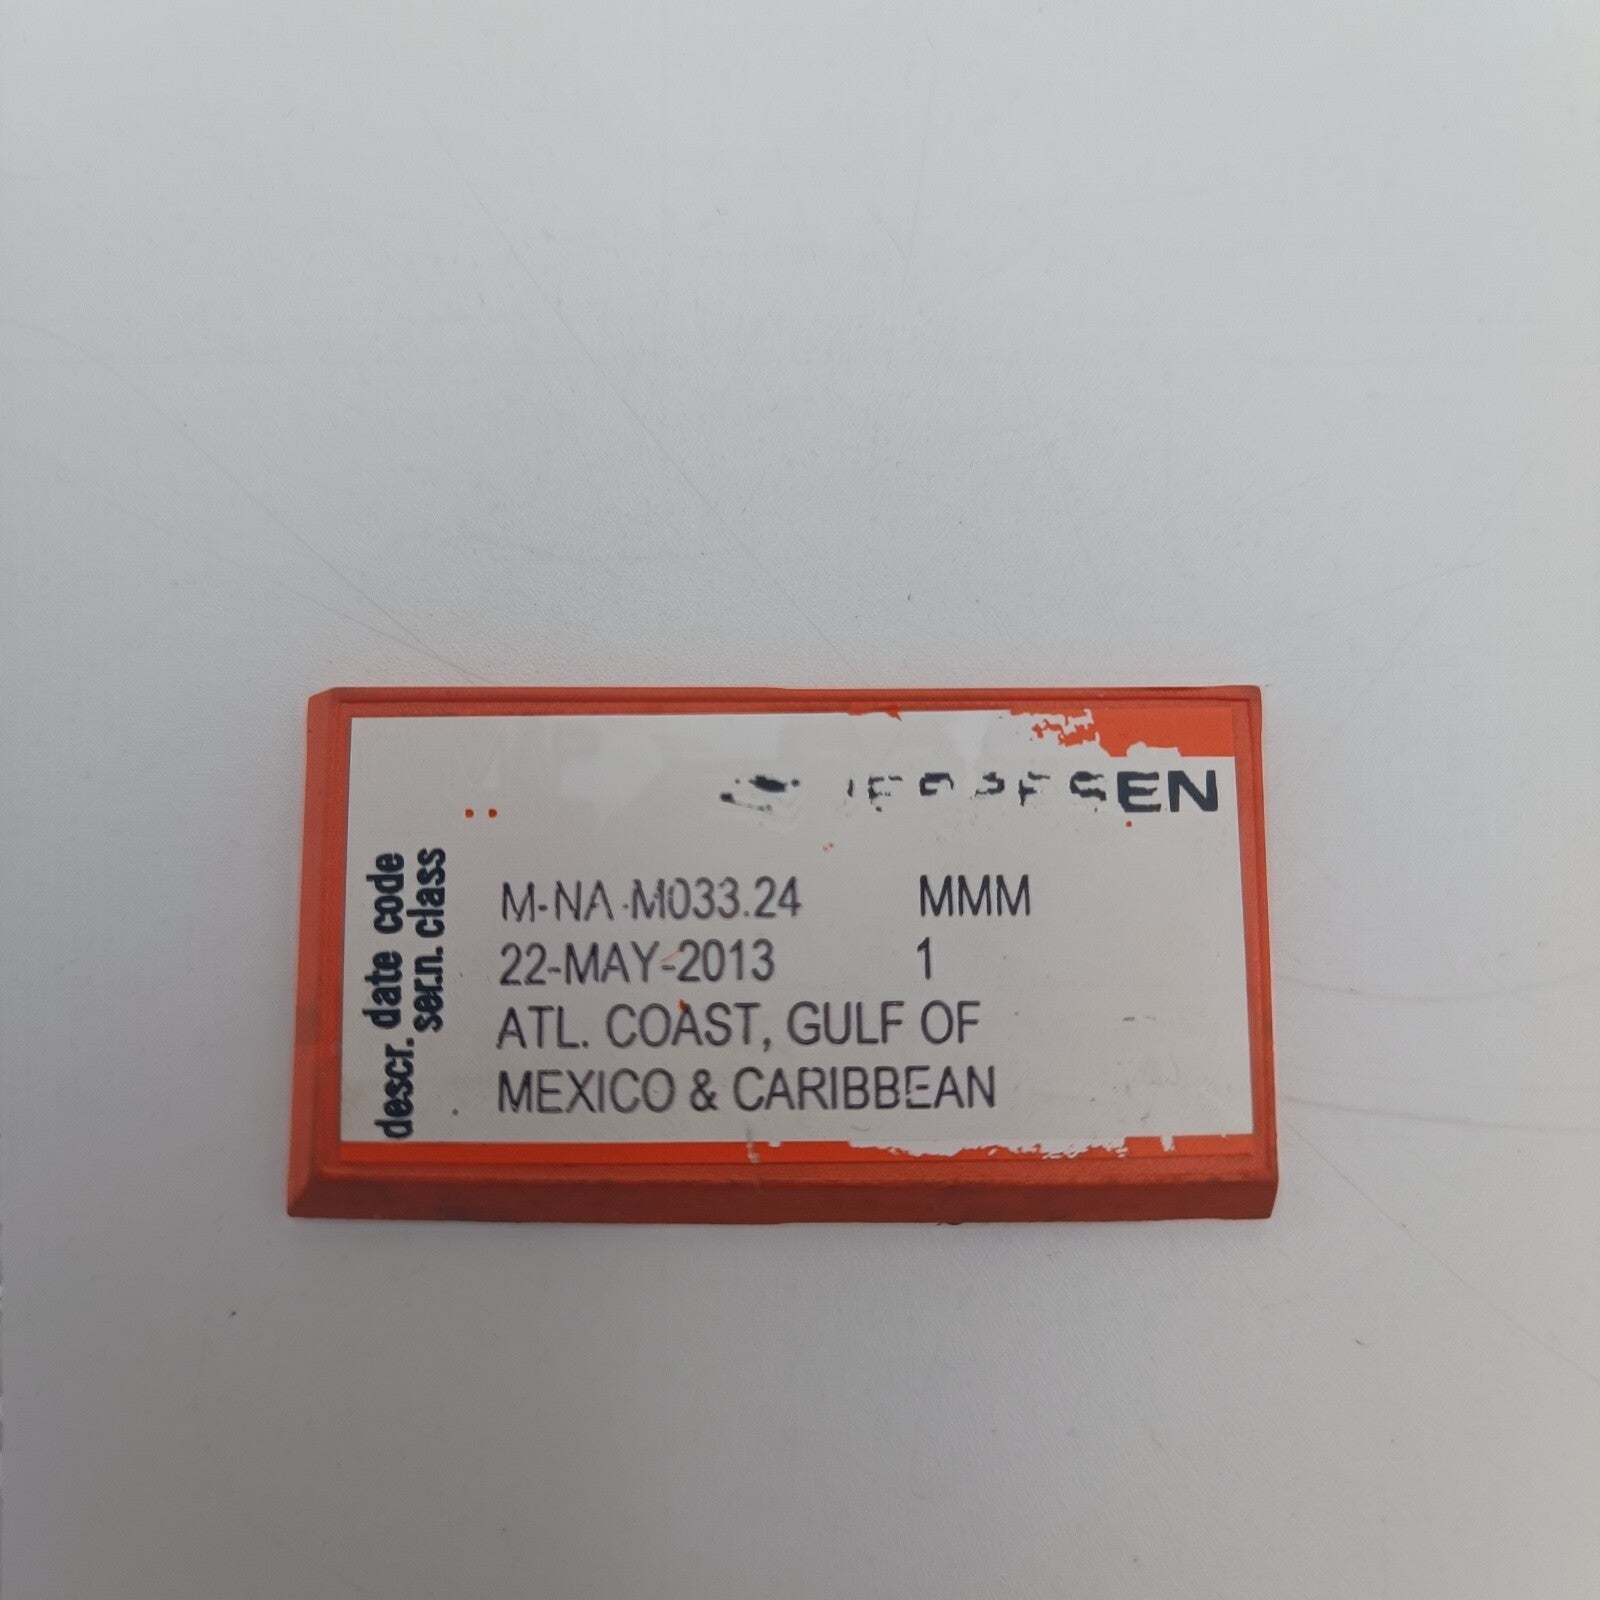 JEPPESEN
code
date
descr.
class
ser.n.
M-NA-M033.24 MMM
22-MAY-2013 1
ATL. COAST, GULF OF
MEXICO & CARIBBEAN